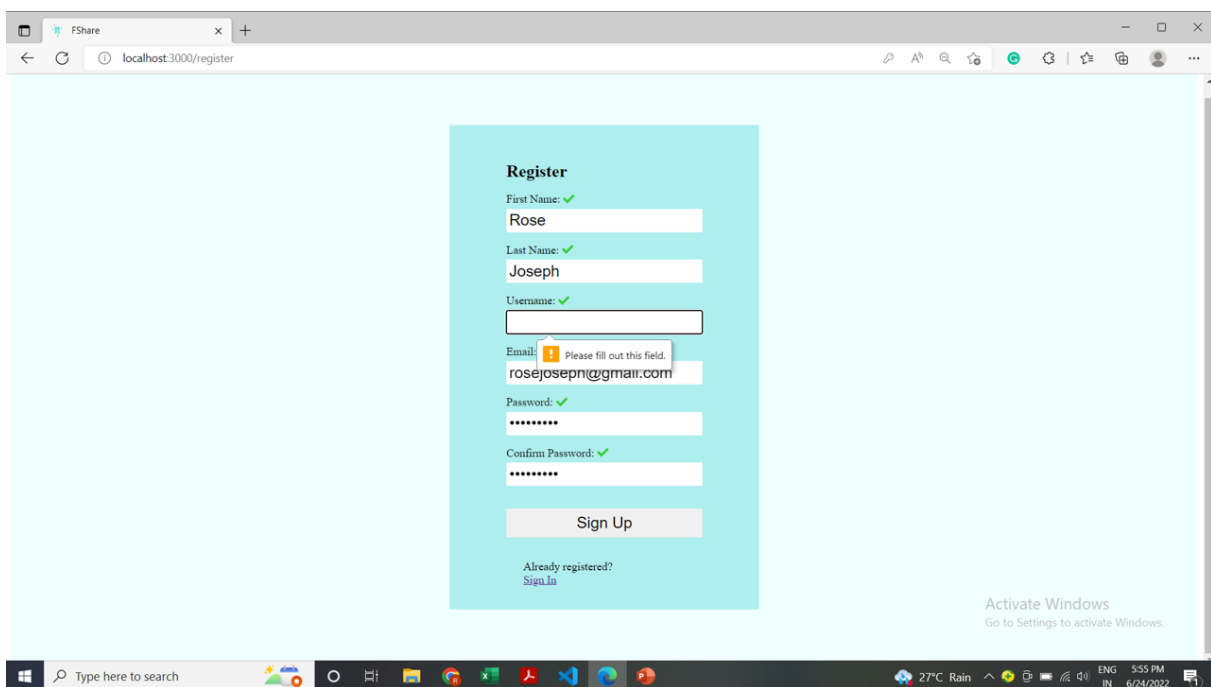 FShare
localhost:3000/register
Register
First Name:
Rose
Last Name:
Joseph
Username:
Please fill out this field.
Email:
rosejoseph@gmail.com
Password:
•••••••••
Confirm Password:
•••••••••
Sign Up
Already registered?
Sign In
Activate Windows
Go to Settings to activate Windows.
Type here to search
27°C Rain
ENG
IN
5:55 PM
6/24/2022